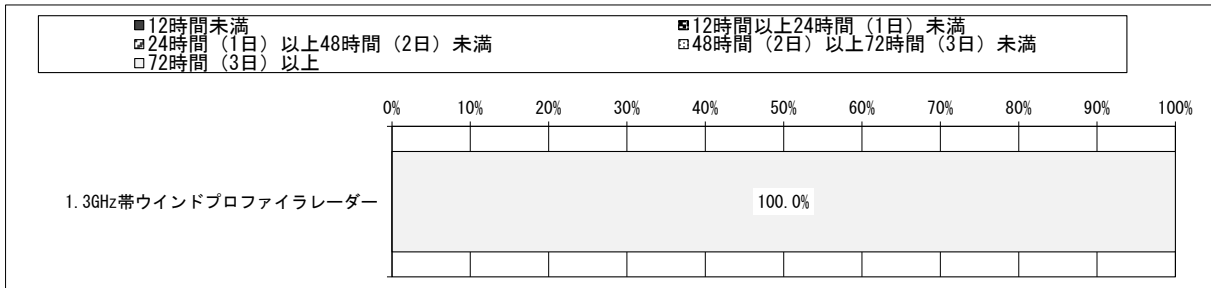 ■12時間未満 ■12時間以上24時間（1日）未満
□24時間（1日）以上48時間（2日）未満 □48時間（2日）以上72時間（3日）未満
□72時間（3日）以上
0% 10% 20% 30% 40% 50% 60% 70% 80% 90% 100%
1.3GHz帯ウインドプロファイラレーダー 100.0%